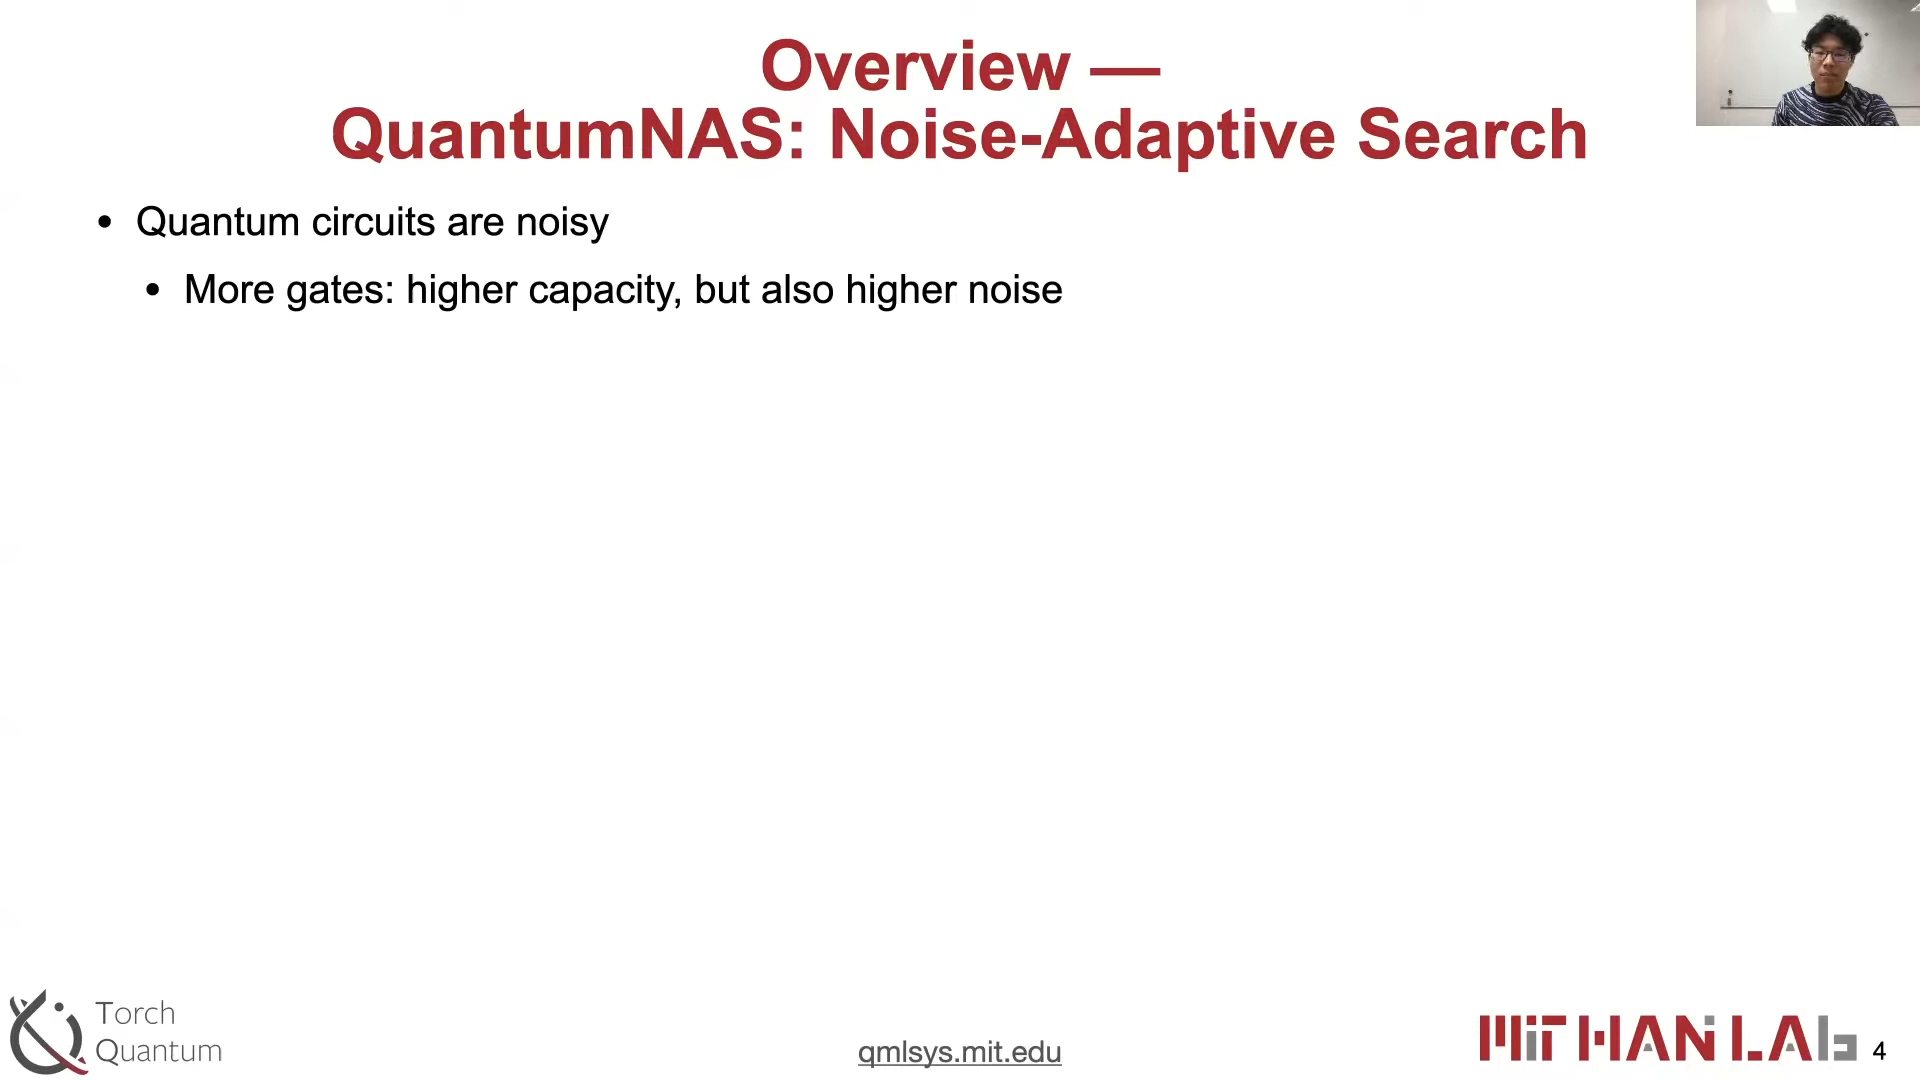 Overview —
QuantumNAS: Noise-Adaptive Search
• Quantum circuits are noisy
• More gates: higher capacity, but also higher noise
Torch
Quantum
qmlsys.mit.edu
MIT HAN LAb
4